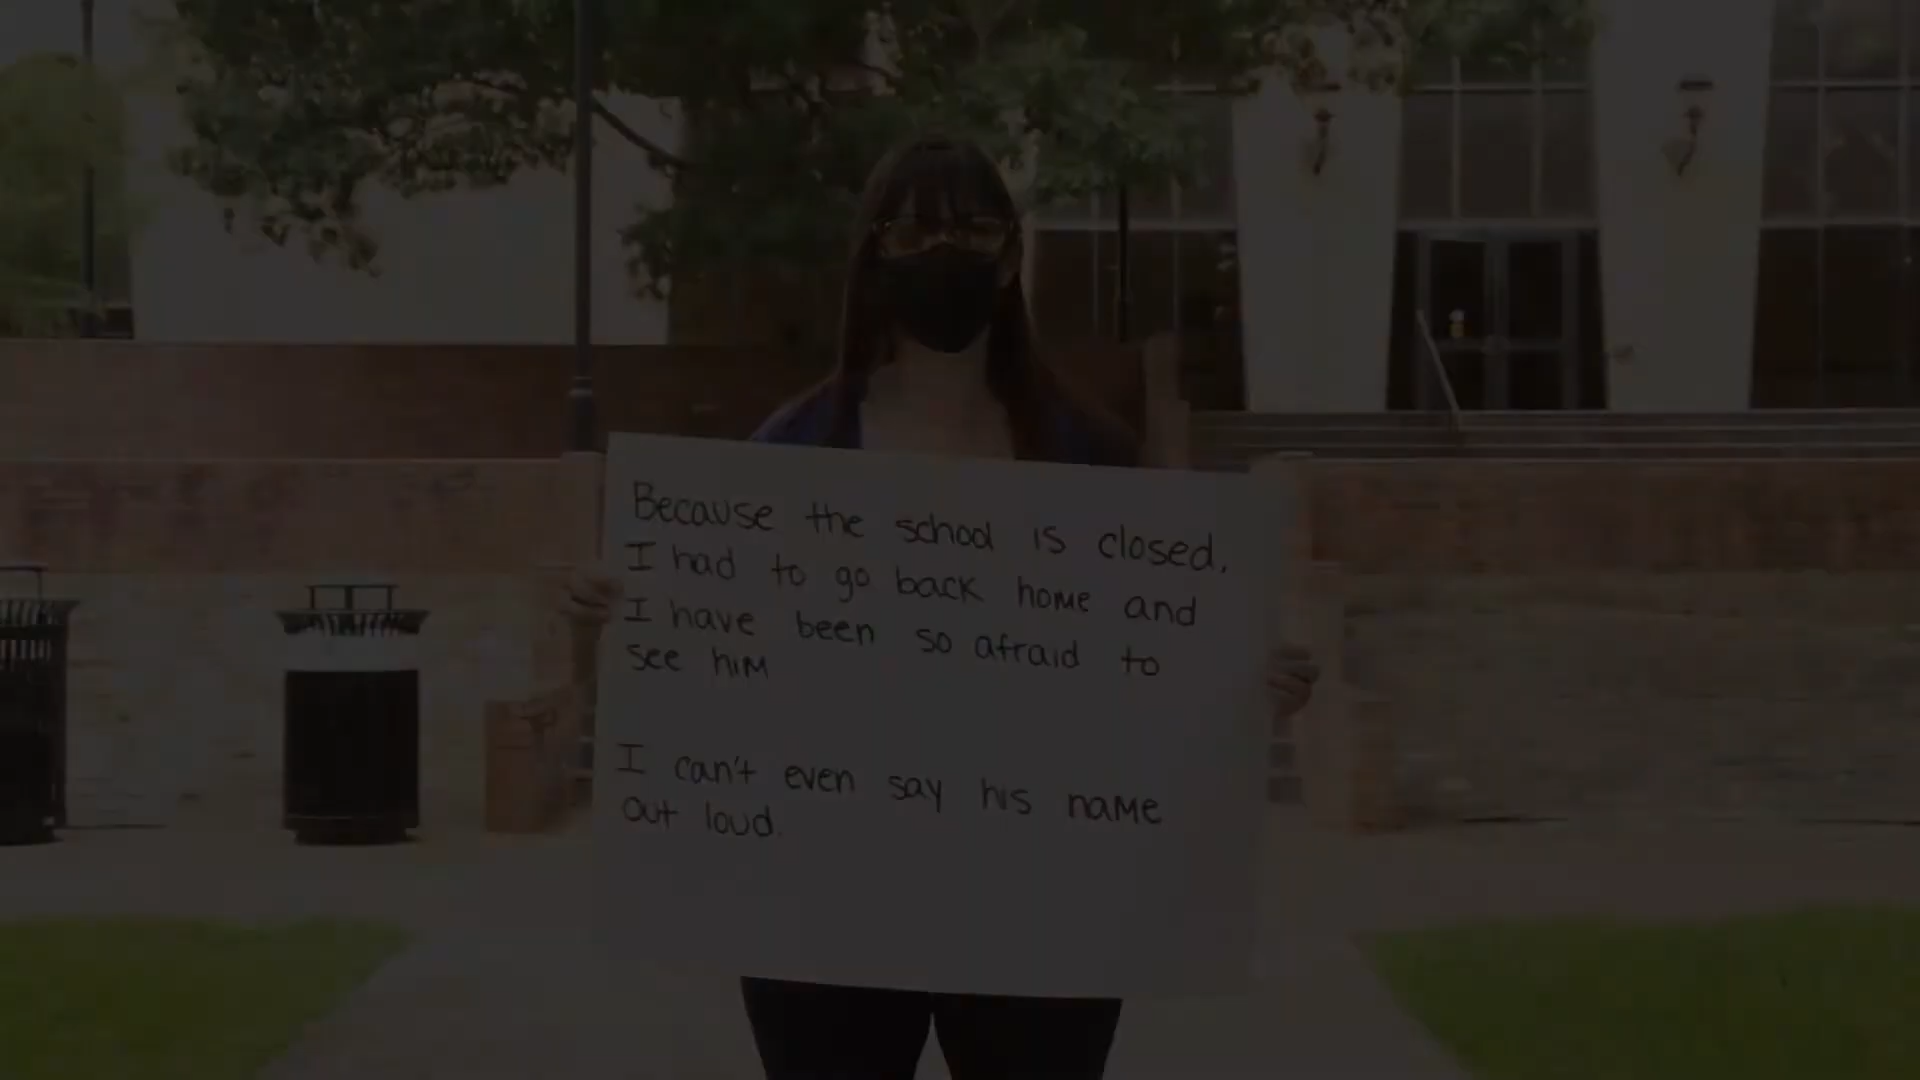 Because the school is closed,
I had to go back home and
I have been so afraid to
see him
I can't even say his name
out loud.